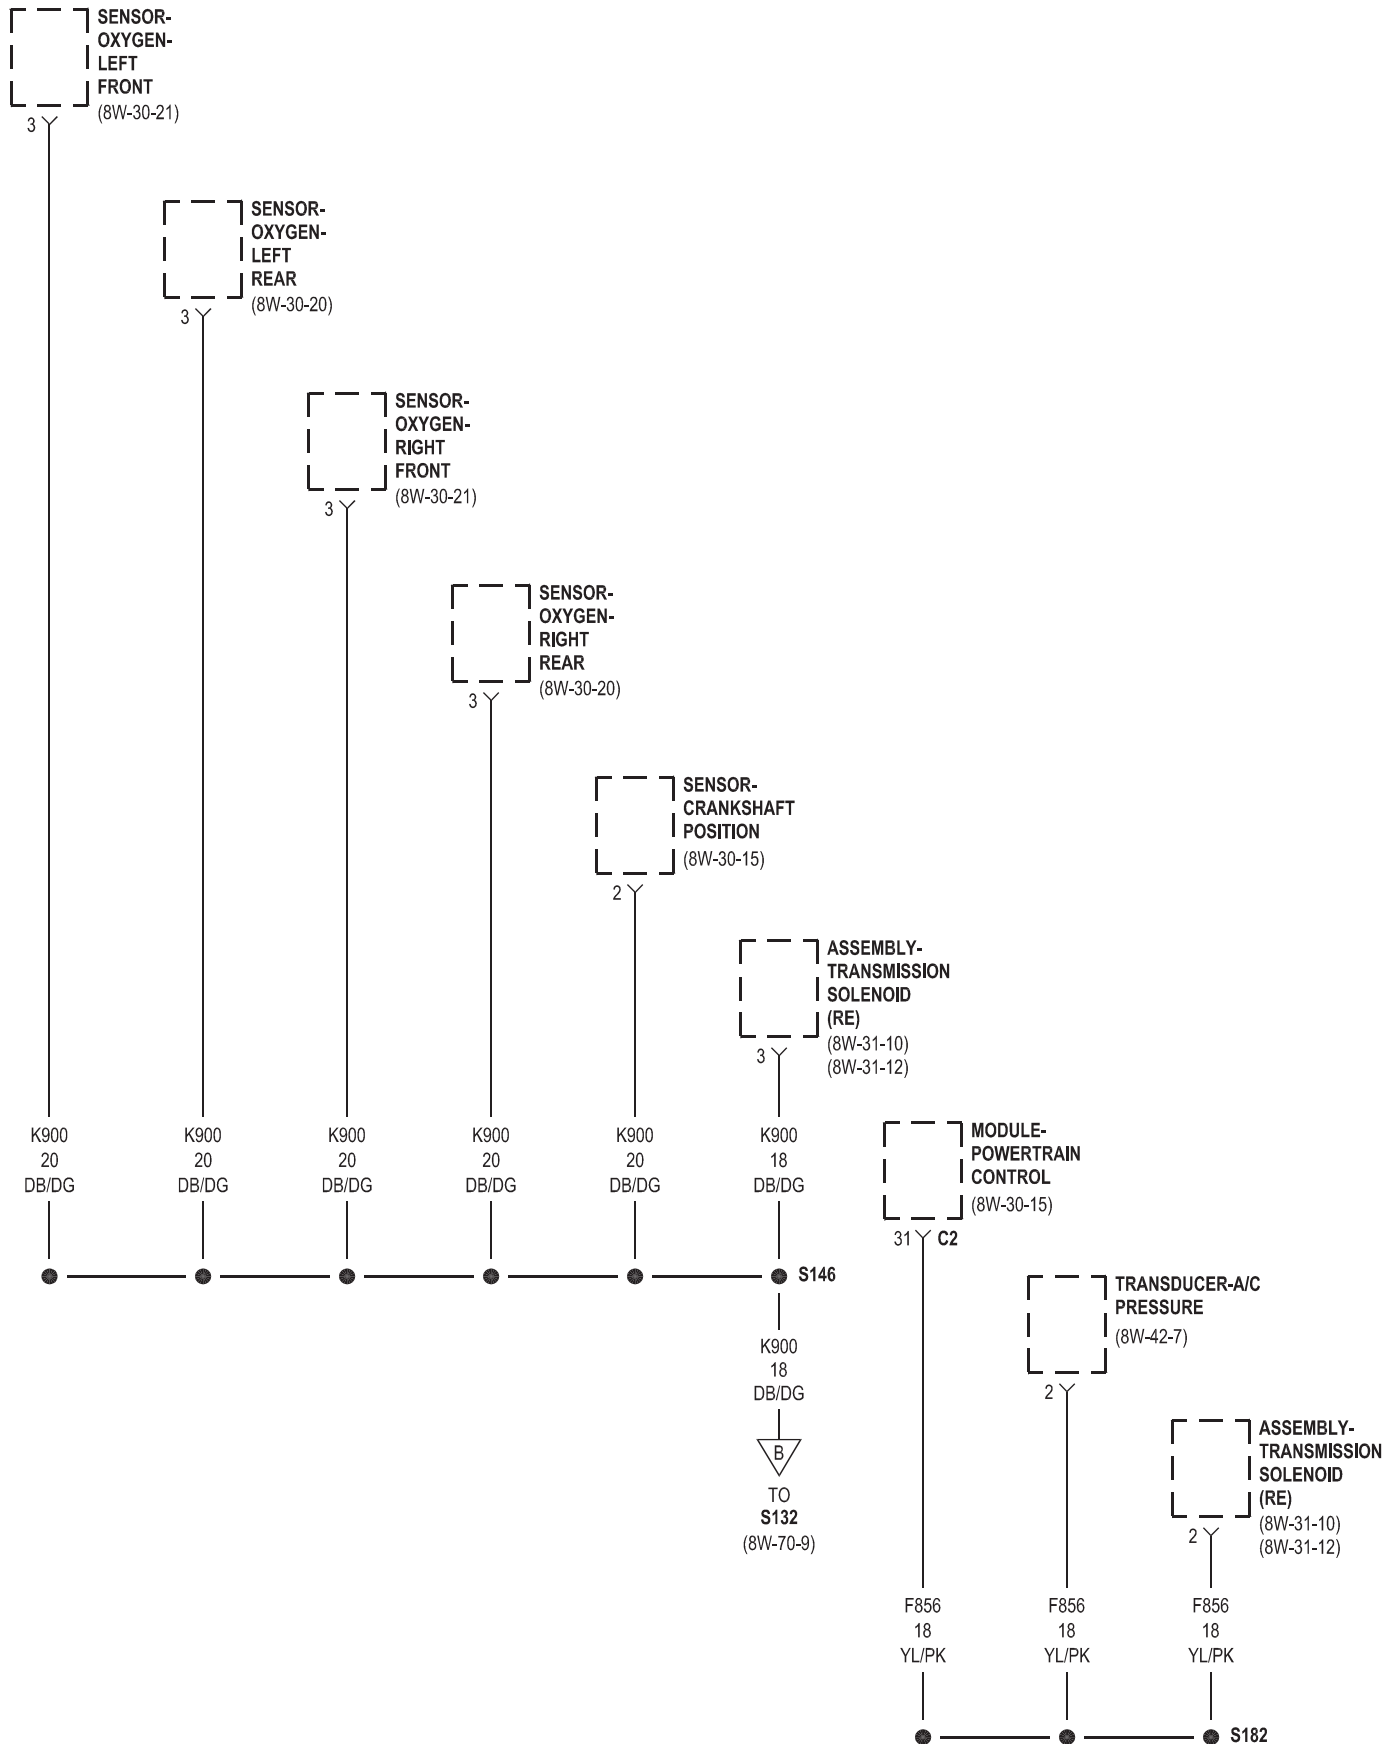 SENSOR-
OXYGEN-
LEFT
FRONT
(8W-30-21)
3
SENSOR-
OXYGEN-
LEFT
REAR
(8W-30-20)
3
SENSOR-
OXYGEN-
RIGHT
FRONT
(8W-30-21)
3
SENSOR-
OXYGEN-
RIGHT
REAR
(8W-30-20)
3
SENSOR-
CRANKSHAFT
POSITION
(8W-30-15)
2
ASSEMBLY-
TRANSMISSION
SOLENOID
(RE)
(8W-31-10)
(8W-31-12)
3
K900
20
DB/DG
K900
20
DB/DG
K900
20
DB/DG
K900
20
DB/DG
K900
20
DB/DG
K900
18
DB/DG
S146
K900
18
DB/DG
B
TO
S132
(8W-70-9)
MODULE-
POWERTRAIN
CONTROL
(8W-30-15)
31 C2
TRANSDUCER-A/C
PRESSURE
(8W-42-7)
2
ASSEMBLY-
TRANSMISSION
SOLENOID
(RE)
(8W-31-10)
(8W-31-12)
2
F856
18
YL/PK
F856
18
YL/PK
F856
18
YL/PK
S182